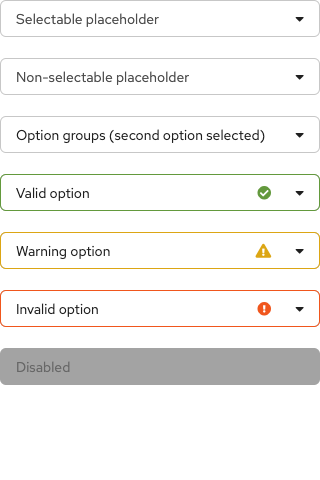 Selectable placeholder
Non-selectable placeholder
Option groups (second option selected)
Valid option
Warning option
Invalid option
Disabled